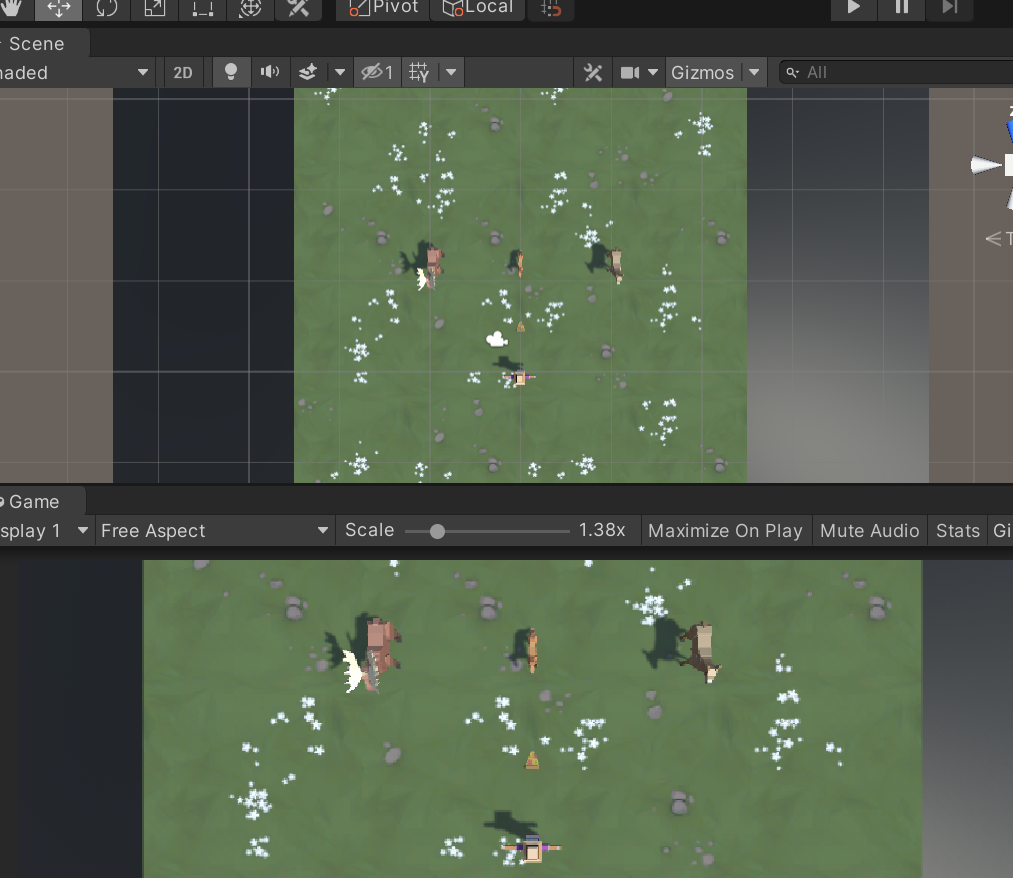 Pivot Local
Scene
haded 2D 1 Gizmos All
z
T
Game
splay 1 Free Aspect Scale 1.38x Maximize On Play Mute Audio Stats Gi